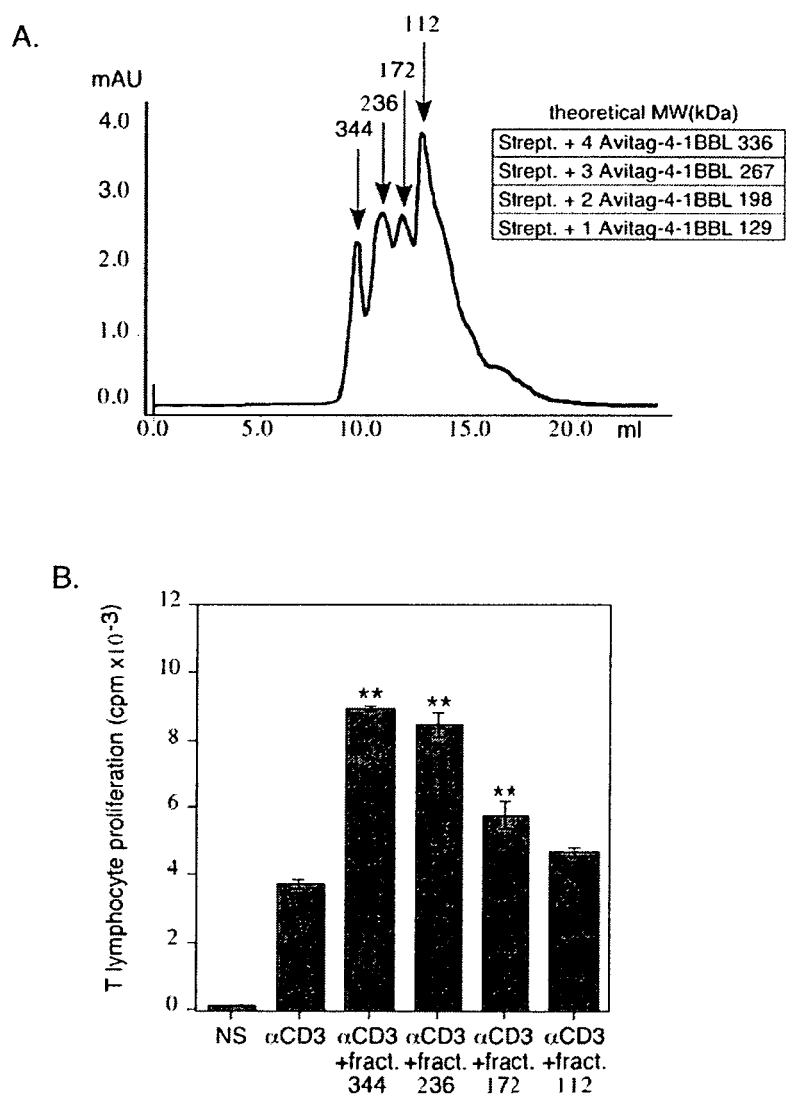 A.
mAU
4.0
3.0
2.0
1.0
0.0
0.0 5.0 10.0 15.0 20.0 ml
344
236
172
112
theoretical MW(kDa)
Strept. + 4 Avitag-4-1BBL 336
Strept. + 3 Avitag-4-1BBL 267
Strept. + 2 Avitag-4-1BBL 198
Strept. + 1 Avitag-4-1BBL 129
B.
T lymphocyte proliferation (cpm x10-3)
12
10
8
6
4
2
0
**
**
**
NS αCD3 αCD3 αCD3 αCD3 αCD3
+fract. +fract. +fract. +fract.
344 236 172 112